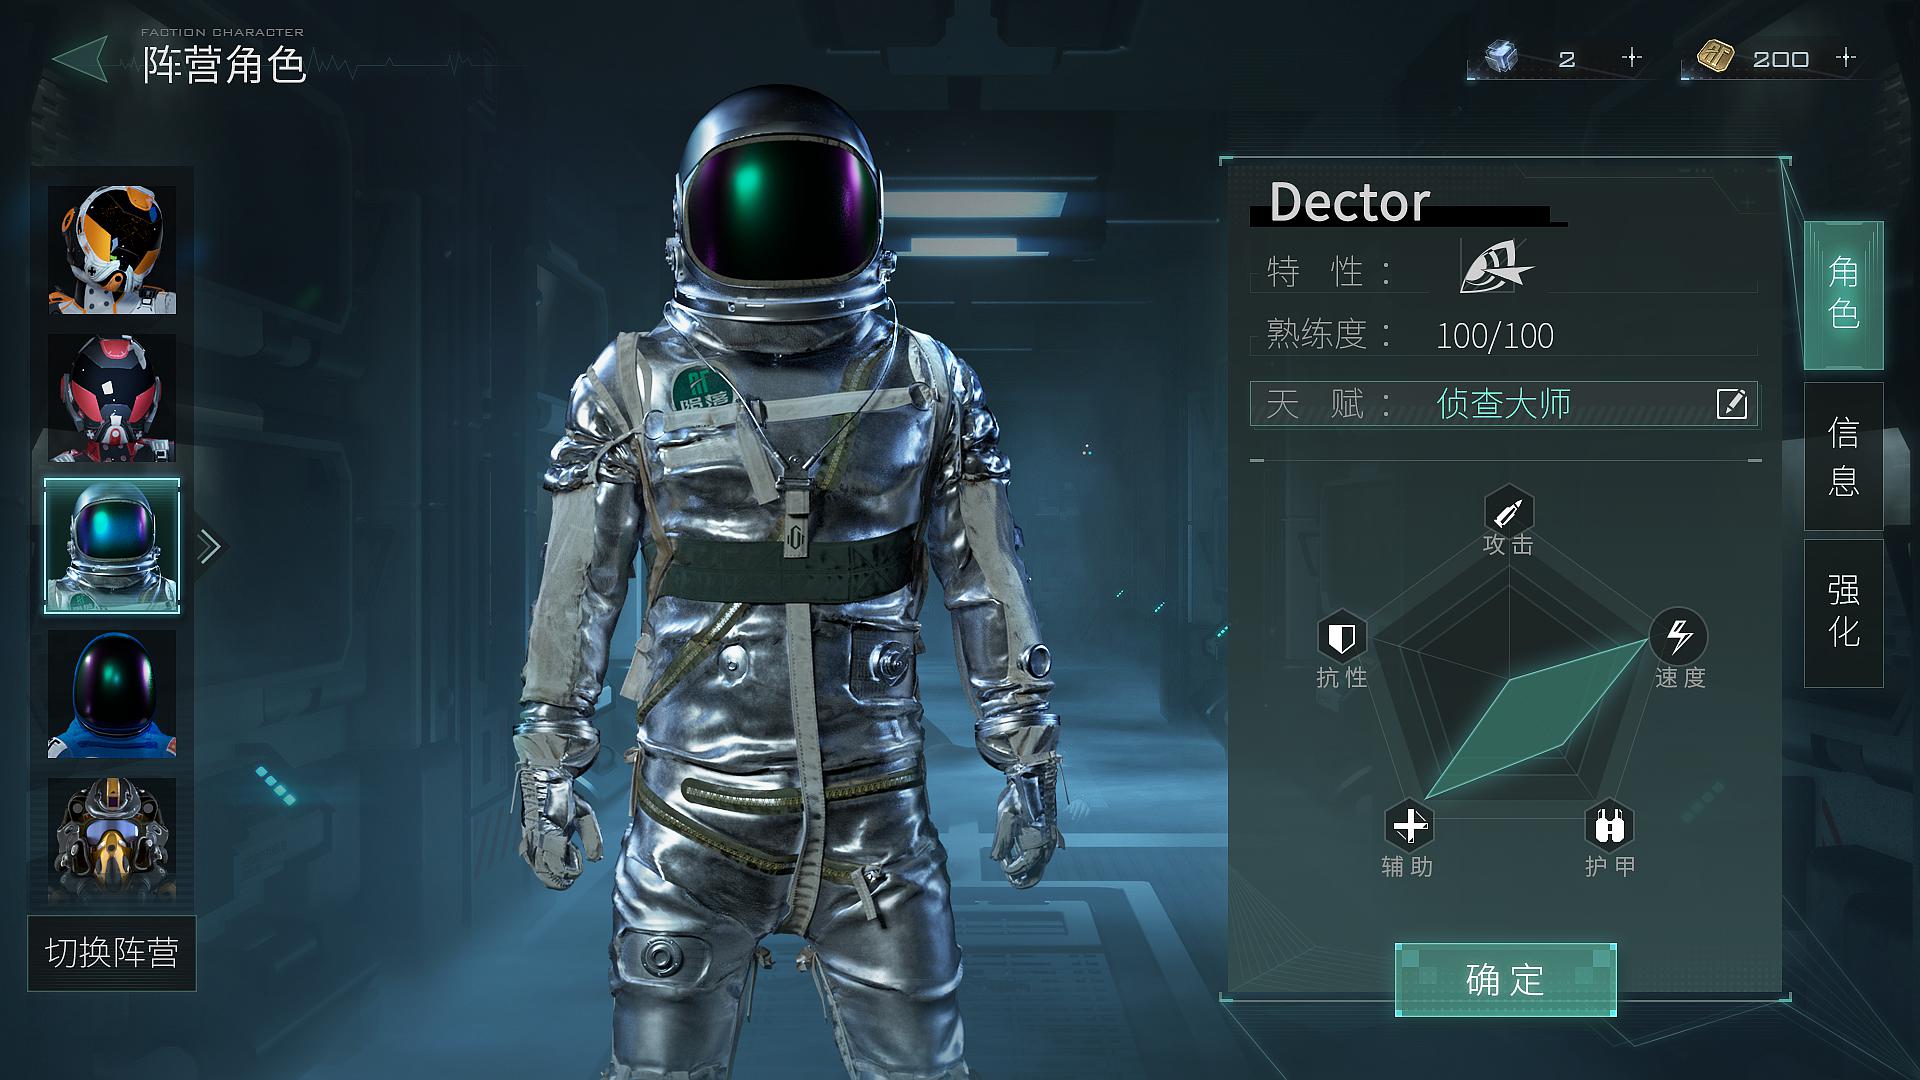 FACTION CHARACTER
阵营角色
2
200
Dector
特性：
熟练度：100/100
天赋：侦查大师
攻击
抗性
速度
辅助
护甲
确定
角色
信息
强化
切换阵营
陨落